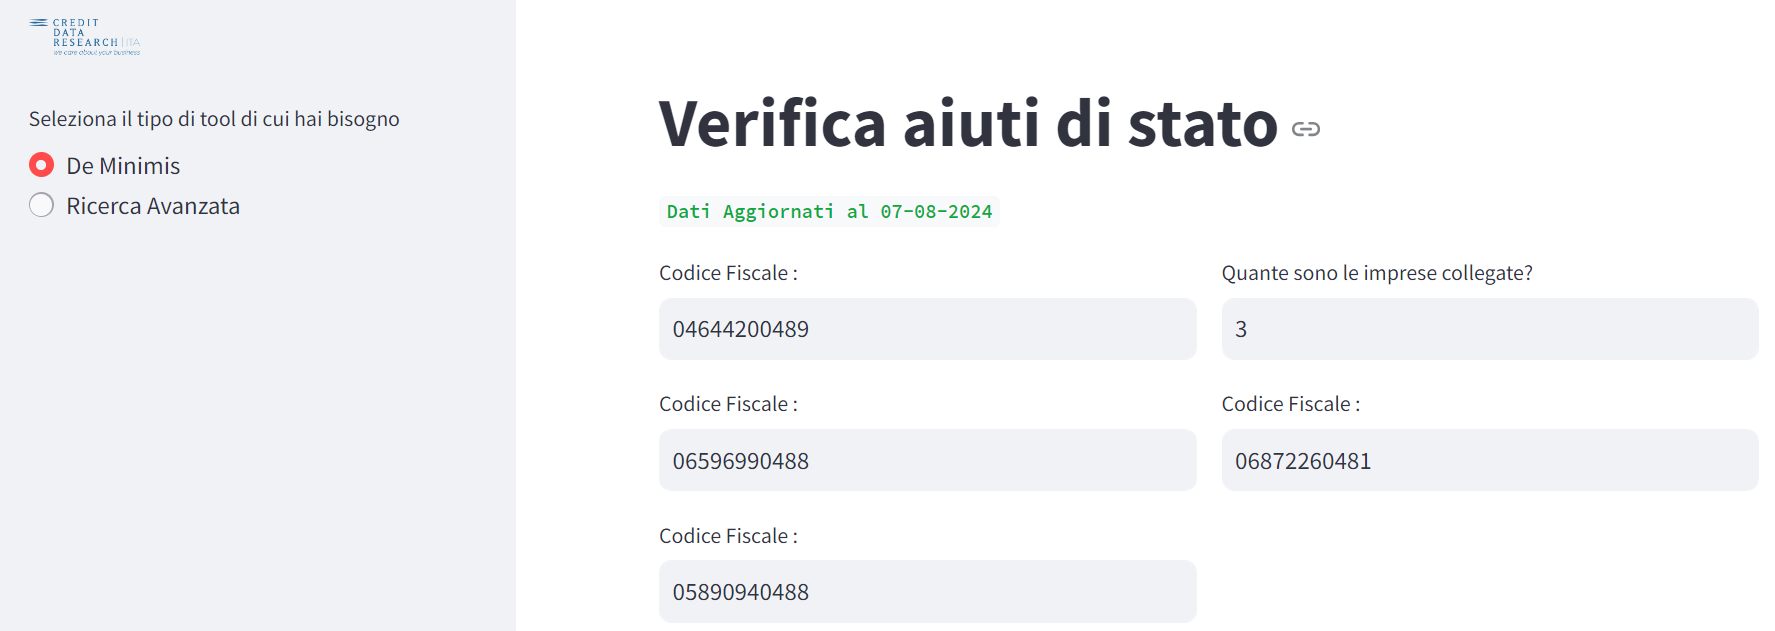 CREDIT
DATA
RESEARCH | ITA
we care about your business
Seleziona il tipo di tool di cui hai bisogno
De Minimis
Ricerca Avanzata
Verifica aiuti di stato
Dati Aggiornati al 07-08-2024
Codice Fiscale :
04644200489
Quante sono le imprese collegate?
3
Codice Fiscale :
06596990488
Codice Fiscale :
06872260481
Codice Fiscale :
05890940488